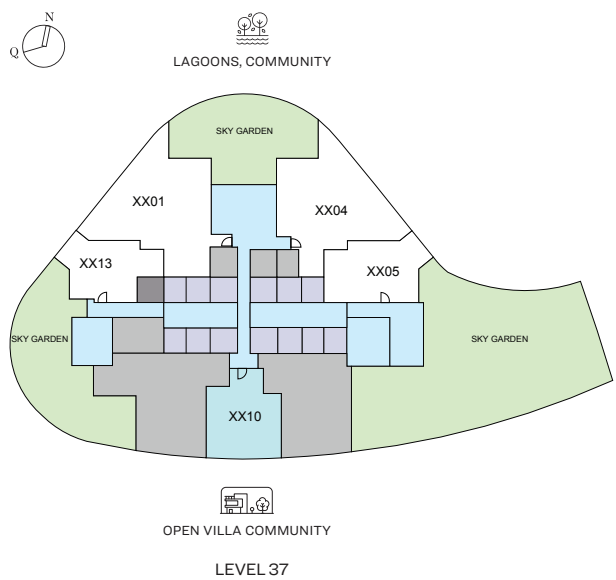 N
Q
LAGOONS, COMMUNITY
SKY GARDEN
XX01
XX04
XX13
XX05
SKY GARDEN
SKY GARDEN
XX10
OPEN VILLA COMMUNITY
LEVEL 37